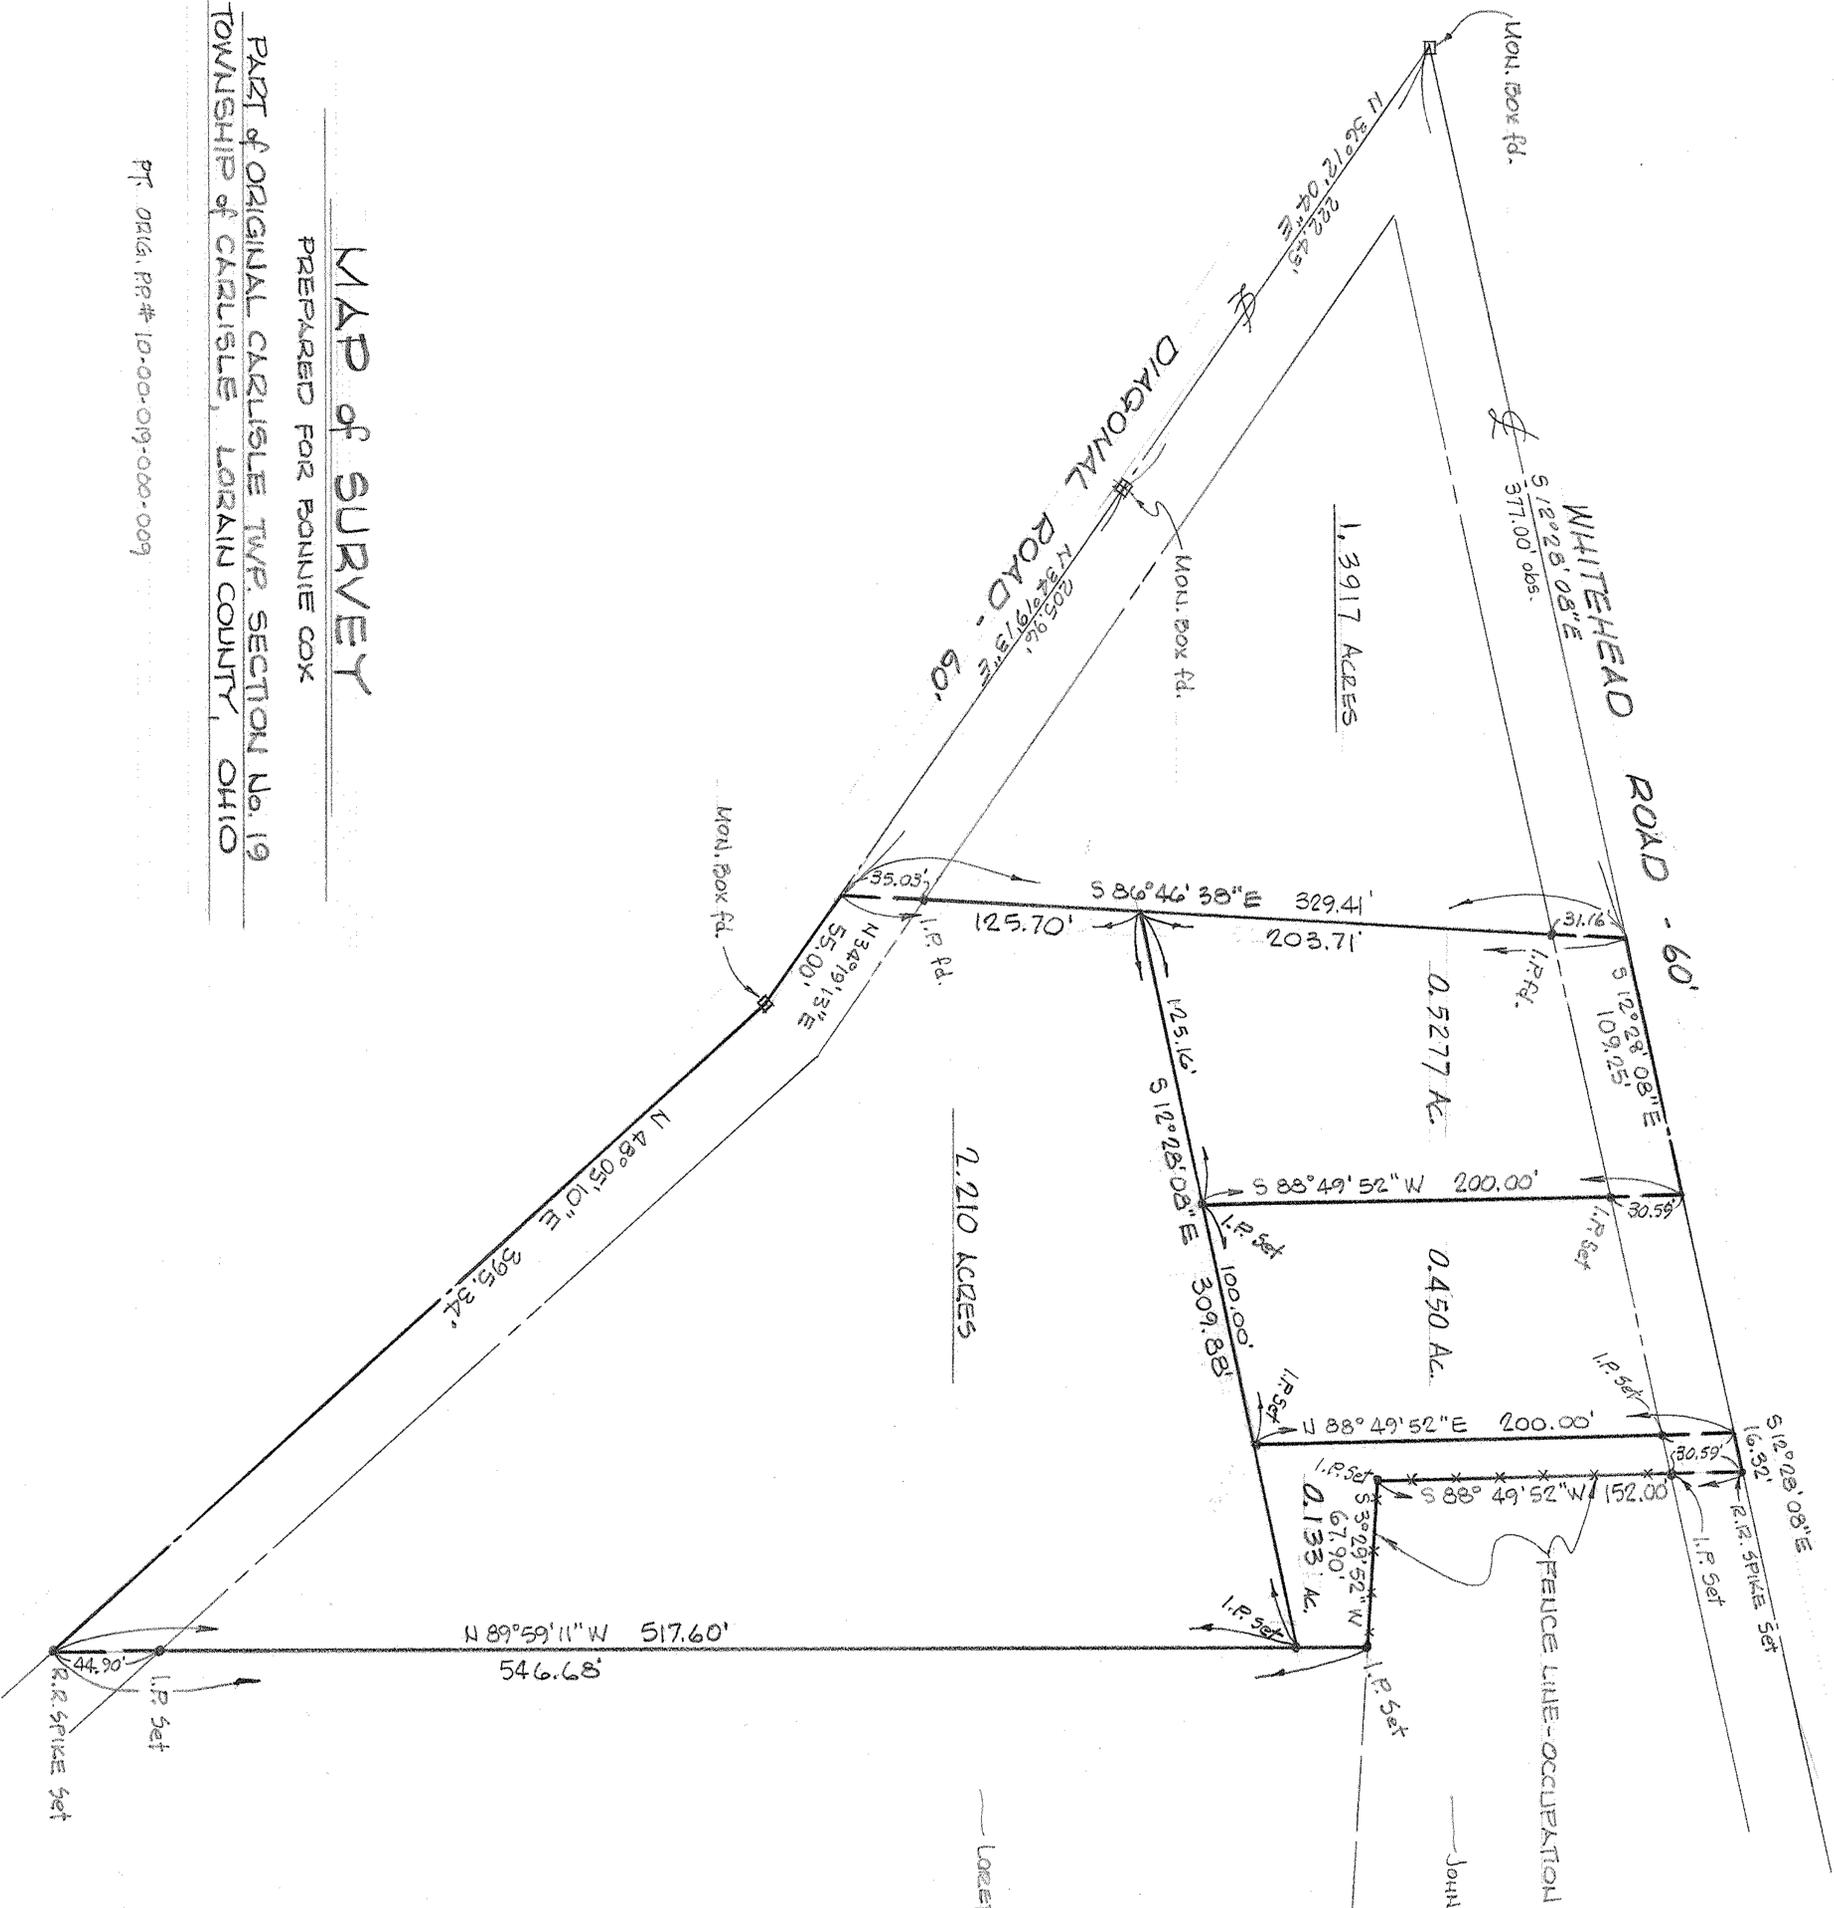 MAP of SURVEY
PREPARED FOR BONNIE COX
PART of ORIGINAL CARLISLE TWP. SECTION No. 19
TOWNSHIP of CARLISLE, LORAIN COUNTY, OHIO
PT. ORIG. P.P.# 10-00-019-000-009
MON. BOX fd.
N 36°12'04"E
222.43'
DIAGONAL ROAD - 60'
MON. BOX fd.
205.96'
N 34°19'13"E
1.3917 ACRES
WHITEHEAD ROAD - 60'
S 12°28'08"E
377.00' obs.
MON. BOX fd.
35.03'
I.P. fd.
S 86°46'38"E 329.41'
125.70'
203.71'
31.16'
I.P. fd.
N 34°19'13"E
55.00'
S 12°28'08"E
109.25'
0.5277 Ac.
125.16'
S 12°28'08"E 309.88'
S 88°49'52"W 200.00'
30.59'
I.P. Set
I.P. Set
N 48°05'10"E 395.34'
2.210 ACRES
100.00'
0.450 Ac.
I.P. Set
I.P. Set
N 88°49'52"E 200.00'
30.59'
S 12°28'08"E
16.32'
I.P. Set
S 88°49'52"W 152.00'
I.P. Set
R.R. SPIKE Set
S 3°29'52"W
67.90'
0.133 Ac.
FENCE LINE-OCCUPATION
I.P. Set
I.P. Set
N 89°59'11"W 517.60'
546.68'
44.90'
I.P. Set
R.R. SPIKE Set
LORET
JOHN